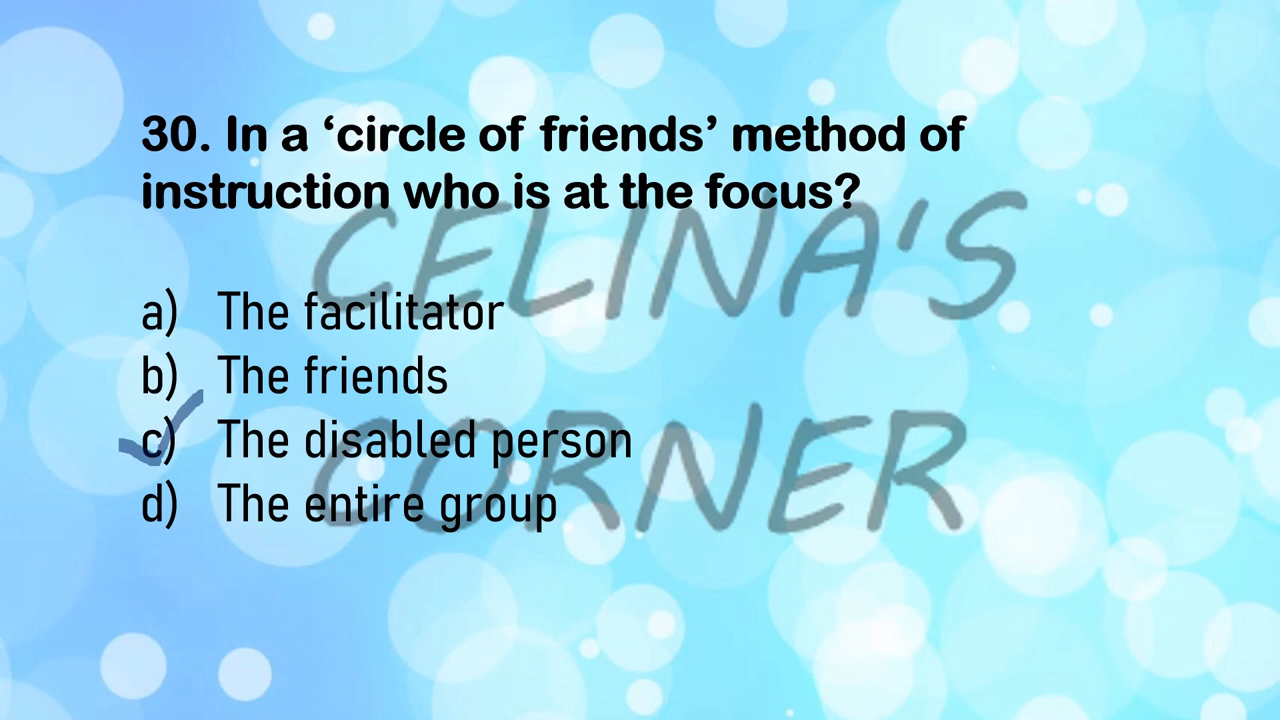 30. In a ‘circle of friends’ method of
instruction who is at the focus?
CELINA'S
a) The facilitator
b) The friends
c) The disabled person
CORNER
d) The entire group